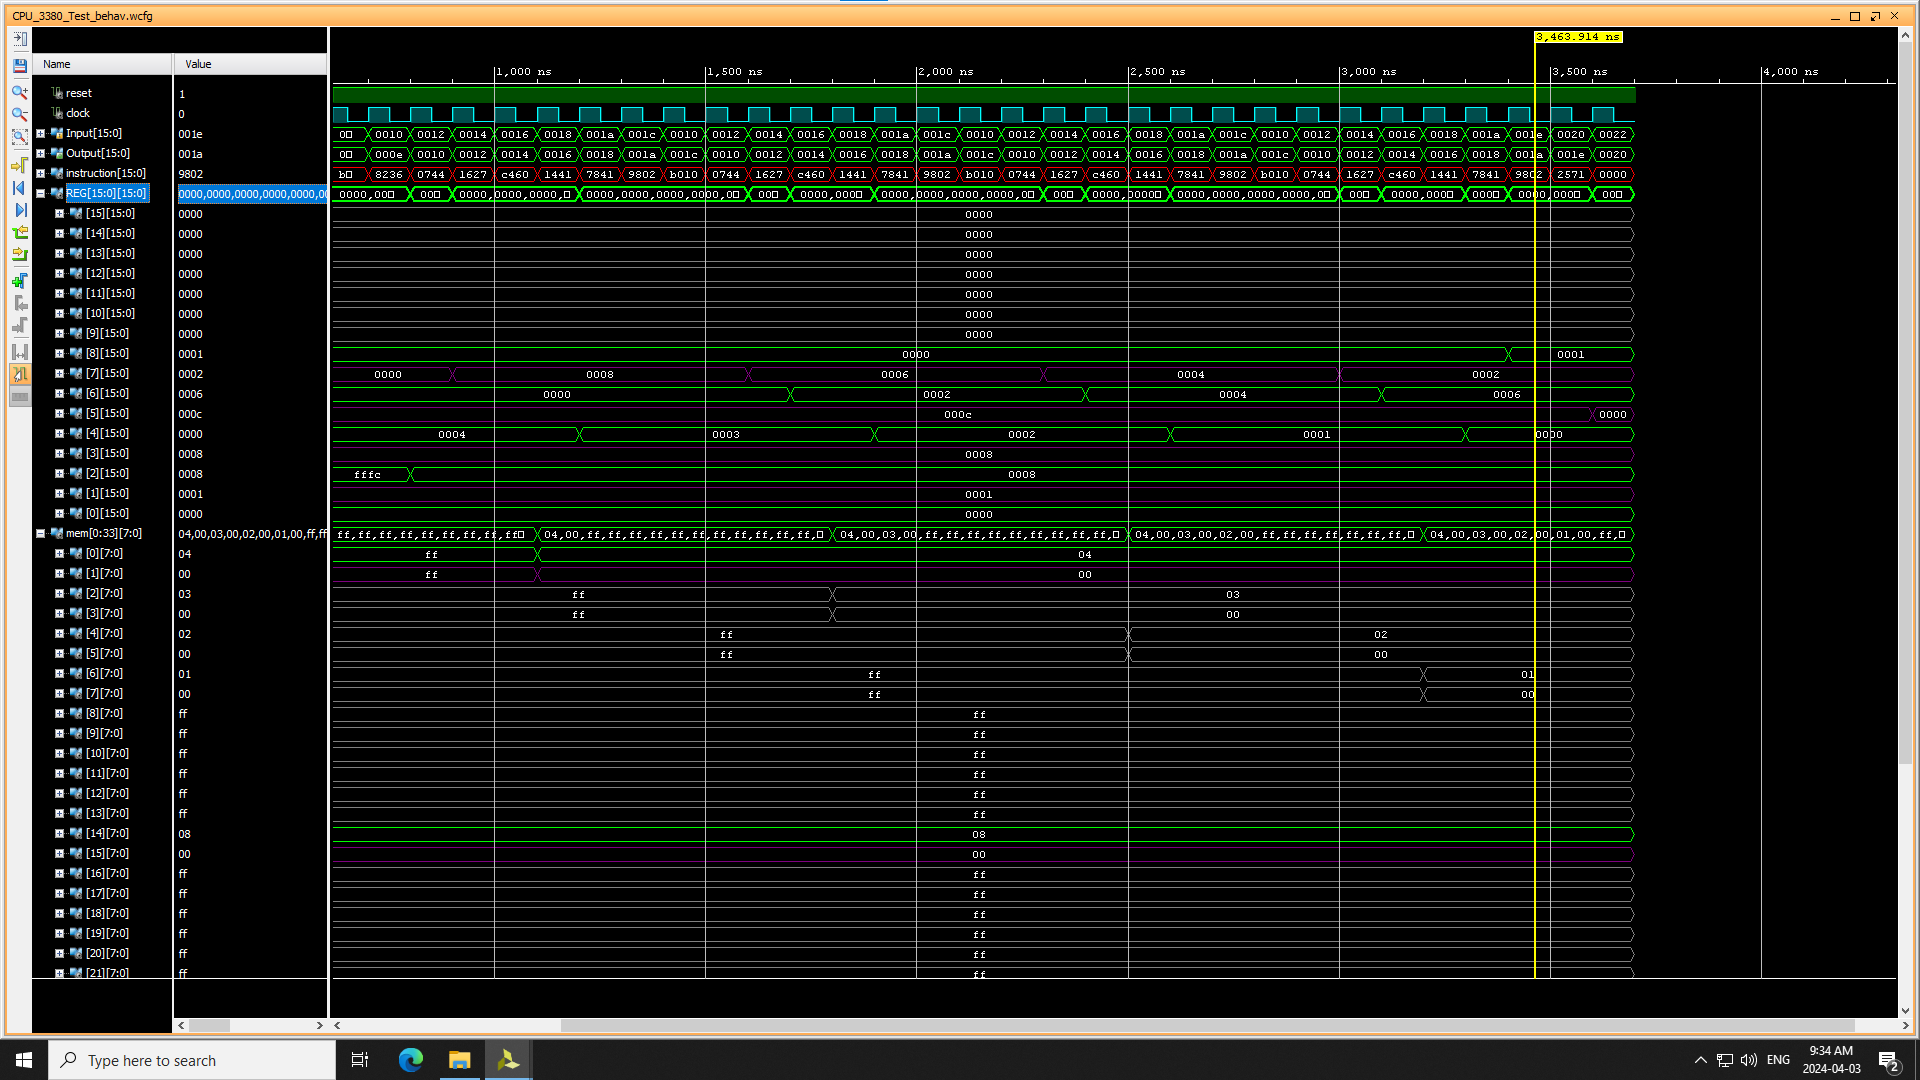 CPU_3380_Test_behav.wcfg
3,463.914 ns
Name Value
1,000 ns 1,500 ns 2,000 ns 2,500 ns 3,000 ns 3,500 ns 4,000 ns
reset 1
clock 0
Input[15:0] 001e 0 0010 0012 0014 0016 0018 001a 001c 0010 0012 0014 0016 0018 001a 001c 0010 0012 0014 0016 0018 001a 001c 0010 0012 0014 0016 0018 001a 001e 0020 0022
Output[15:0] 001a 0 000e 0010 0012 0014 0016 0018 001a 001c 0010 0012 0014 0016 0018 001a 001c 0010 0012 0014 0016 0018 001a 001c 0010 0012 0014 0016 0018 001a 001e 0020
instruction[15:0] 9802 b 8236 0744 1627 c460 1441 7841 9802 b010 0744 1627 c460 1441 7841 9802 b010 0744 1627 c460 1441 7841 9802 b010 0744 1627 c460 1441 7841 9802 2571 0000
REG[15:0][15:0] 0000,0000,0000,0000,0000,00 0000,00 00 0000,0000,0000,0 0000,0000,0000,0000,00 00 0000 0000,0000,0000,0000,00 00 0000,0000 0000,0000,0000,0000,00 00 0000 0000,0000 000 0000,0000 00
[15][15:0] 0000 0000
[14][15:0] 0000 0000
[13][15:0] 0000 0000
[12][15:0] 0000 0000
[11][15:0] 0000 0000
[10][15:0] 0000 0000
[9][15:0] 0000 0000
[8][15:0] 0001 0000 0001
[7][15:0] 0002 0000 0008 0006 0004 0002
[6][15:0] 0006 0000 0002 0004 0006
[5][15:0] 000c 000c 0000
[4][15:0] 0000 0004 0003 0002 0001 0000
[3][15:0] 0008 0008
[2][15:0] 0008 fffc 0008
[1][15:0] 0001 0001
[0][15:0] 0000 0000
mem[0:33][7:0] 04,00,03,00,02,00,01,00,ff,ff ff,ff,ff,ff,ff,ff,ff,ff,ff 04,00,ff,ff,ff,ff,ff,ff,ff,ff,ff, 04,00,03,00,ff,ff,ff,ff,ff,ff,ff, 04,00,03,00,02,00,ff,ff,ff,ff,ff, 04,00,03,00,02,00,01,00,ff,
[0][7:0] 04 ff 04
[1][7:0] 00 ff 00
[2][7:0] 03 ff 03
[3][7:0] 00 ff 00
[4][7:0] 02 ff 02
[5][7:0] 00 ff 00
[6][7:0] 01 ff 01
[7][7:0] 00 ff 00
[8][7:0] ff ff
[9][7:0] ff ff
[10][7:0] ff ff
[11][7:0] ff ff
[12][7:0] ff ff
[13][7:0] ff ff
[14][7:0] 08 08
[15][7:0] 00 00
[16][7:0] ff ff
[17][7:0] ff ff
[18][7:0] ff ff
[19][7:0] ff ff
[20][7:0] ff ff
[21][7:0] ff ff
Type here to search
ENG
9:34 AM
2024-04-03
2